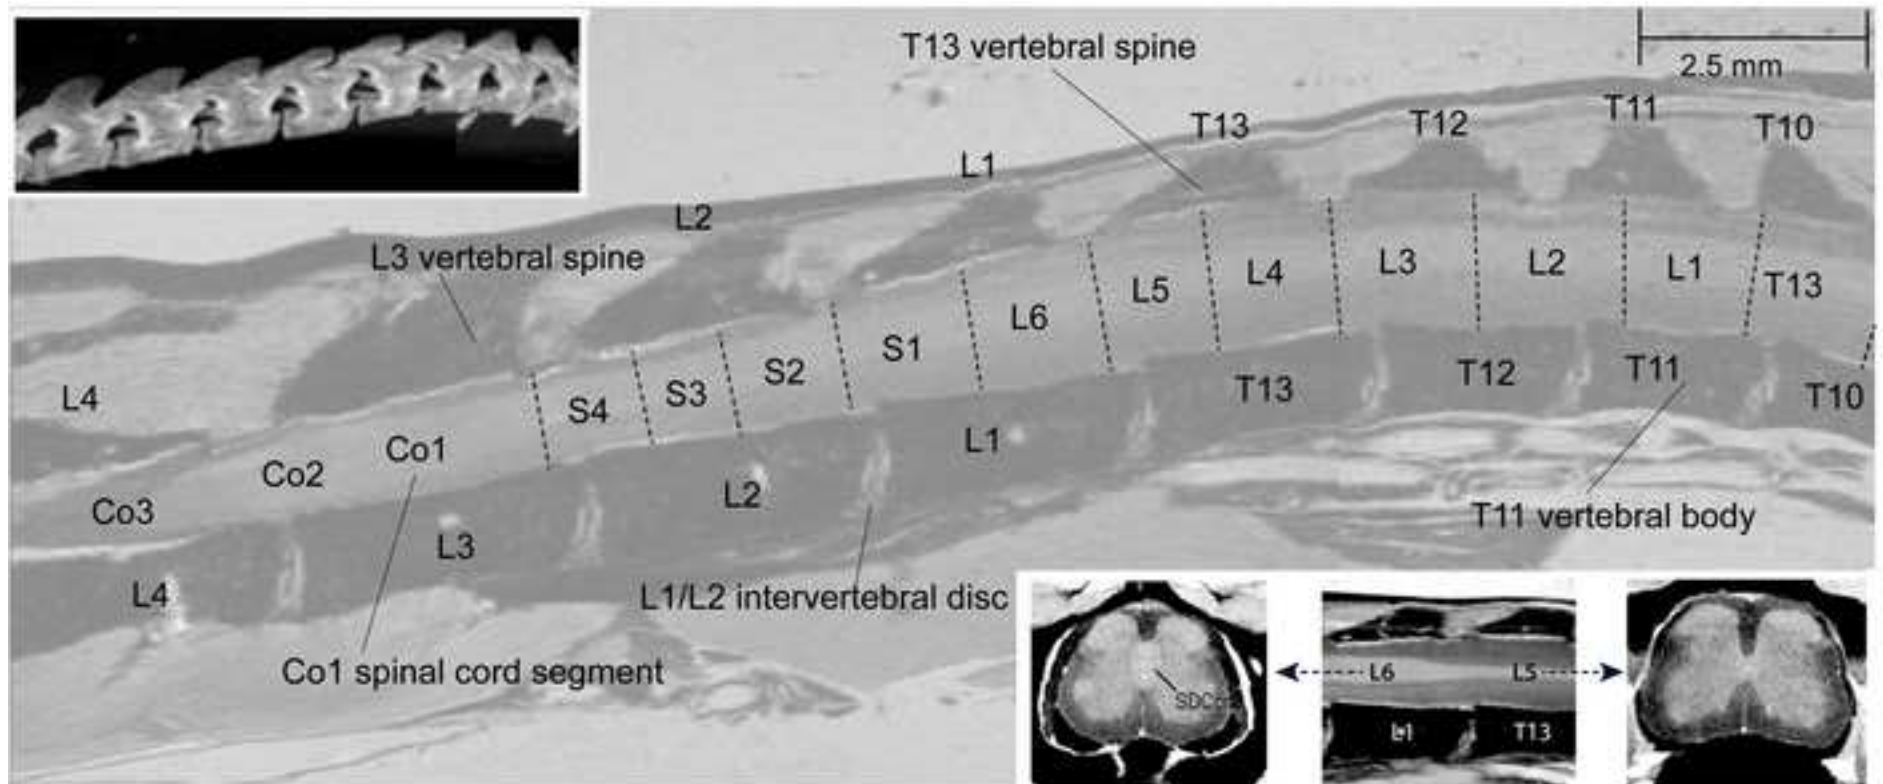 T13 vertebral spine
2.5 mm
T13
T12
T11
T10
L1
L2
L3 vertebral spine
L4
L3
L2
L1
T13
L5
L6
S1
S2
S3
S4
Co1
Co2
Co3
L4
T13
T12
T11
T10
L1
L2
L3
L4
T11 vertebral body
L1/L2 intervertebral disc
Co1 spinal cord segment
L6
L5
SDCom
L1
T13